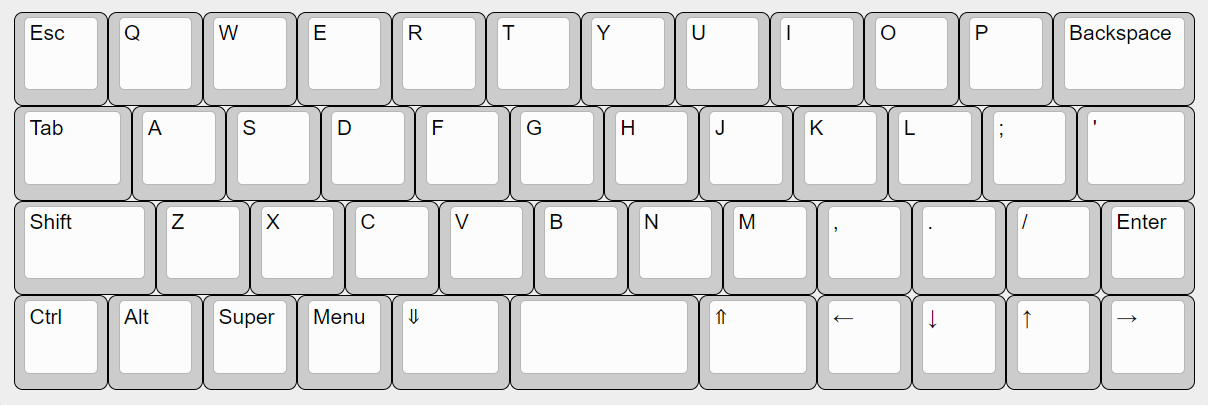 Esc Q W E R T Y U I O P Backspace
Tab A S D F G H J K L ; '
Shift Z X C V B N M , . / Enter
Ctrl Alt Super Menu ⇓ ⇑ ← ↓ ↑ →